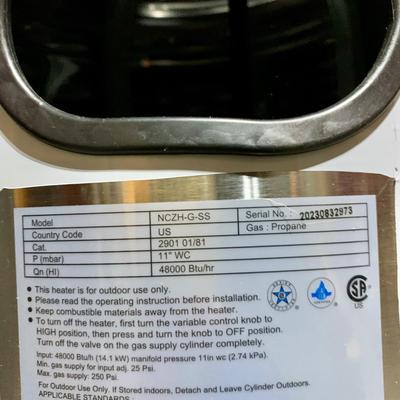 Model NCZH-G-SS Serial No. : 20230832973
Country Code US Gas : Propane
Cat. 2901 01/81
P (mbar) 11" WC
Qn (HI) 48000 Btu/hr
• This heater is for outdoor use only.
• Please read the operating instruction before installation.
• Keep combustible materials away from the heater.
• To turn off the heater, first turn the variable control knob to
HIGH position, then press and turn the knob to OFF position.
Turn off the valve on the gas supply cylinder completely.
Input: 48000 Btu/h (14.1 kW) manifold pressure 11in wc (2.74 kPa).
Min. gas supply for input adj. 25 Psi.
Max. gas supply: 250 Psi.
For Outdoor Use Only. If Stored indoors, Detach and Leave Cylinder Outdoors.
APPLICABLE STANDARD :
US